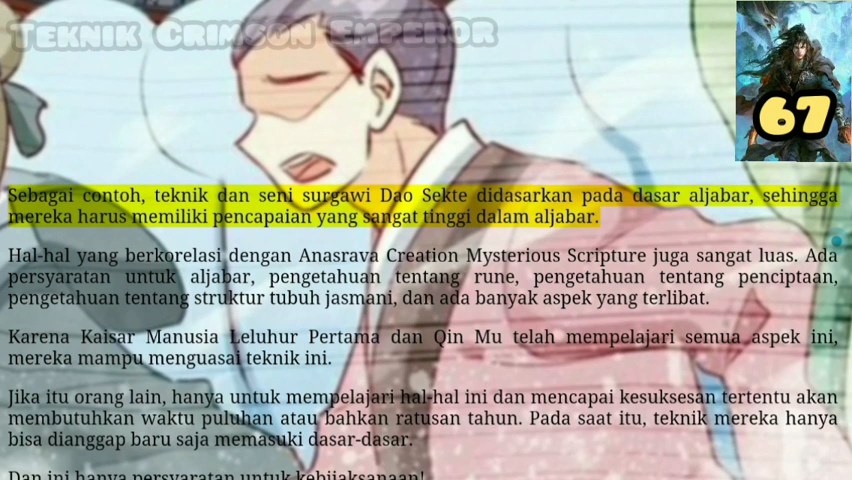 Teknik Crimson Emperor
67
Sebagai contoh, teknik dan seni surgawi Dao Sekte didasarkan pada dasar aljabar, sehingga
mereka harus memiliki pencapaian yang sangat tinggi dalam aljabar.
Hal-hal yang berkorelasi dengan Anasrava Creation Mysterious Scripture juga sangat luas. Ada
persyaratan untuk aljabar, pengetahuan tentang rune, pengetahuan tentang penciptaan,
pengetahuan tentang struktur tubuh jasmani, dan ada banyak aspek yang terlibat.
Karena Kaisar Manusia Leluhur Pertama dan Qin Mu telah mempelajari semua aspek ini,
mereka mampu menguasai teknik ini.
Jika itu orang lain, hanya untuk mempelajari hal-hal ini dan mencapai kesuksesan tertentu akan
membutuhkan waktu puluhan atau bahkan ratusan tahun. Pada saat itu, teknik mereka hanya
bisa dianggap baru saja memasuki dasar-dasar.
Dan ini hanya persyaratan untuk kebijaksanaan!